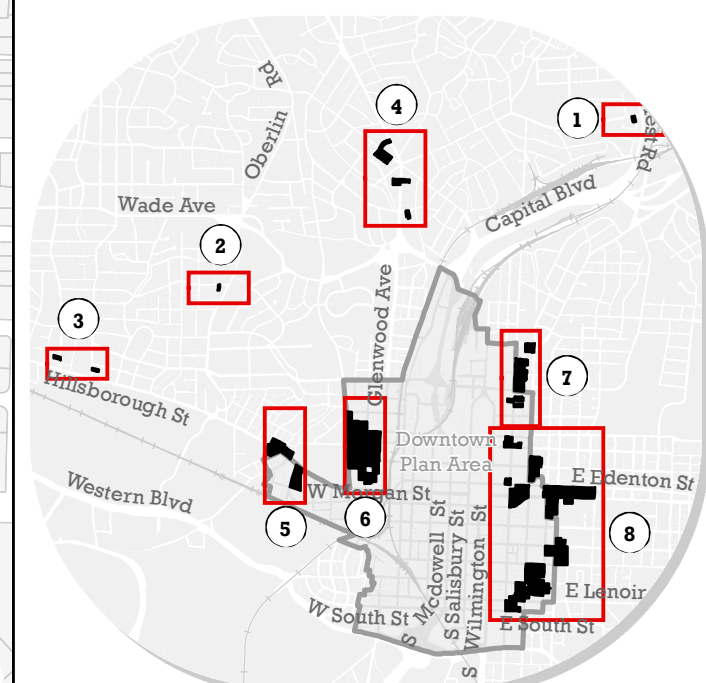 Rd
4
1
Oberlin
Capital Blvd
Wade Ave
2
Glenwood Ave
3
7
Hillsborough St
Downtown
Plan Area
E Edenton St
Western Blvd
W Morgan St
5
6
8
S Mcdowell St
S Salisbury St
S Wilmington St
E Lenoir
W South St
E South St